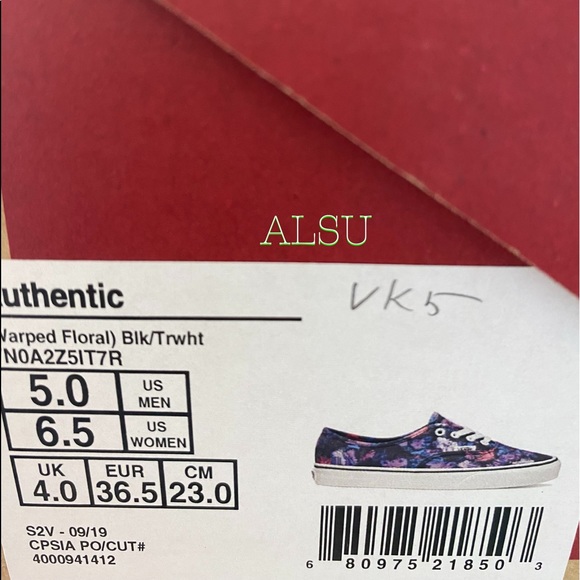 ALSU
uthentic
VK5
Warped Floral) Blk/Trwht
N0A2Z5IT7R
5.0 US MEN
6.5 US WOMEN
UK 4.0 EUR 36.5 CM 23.0
S2V - 09/19
CPSIA PO/CUT#
4000941412
6 80975 21850 3